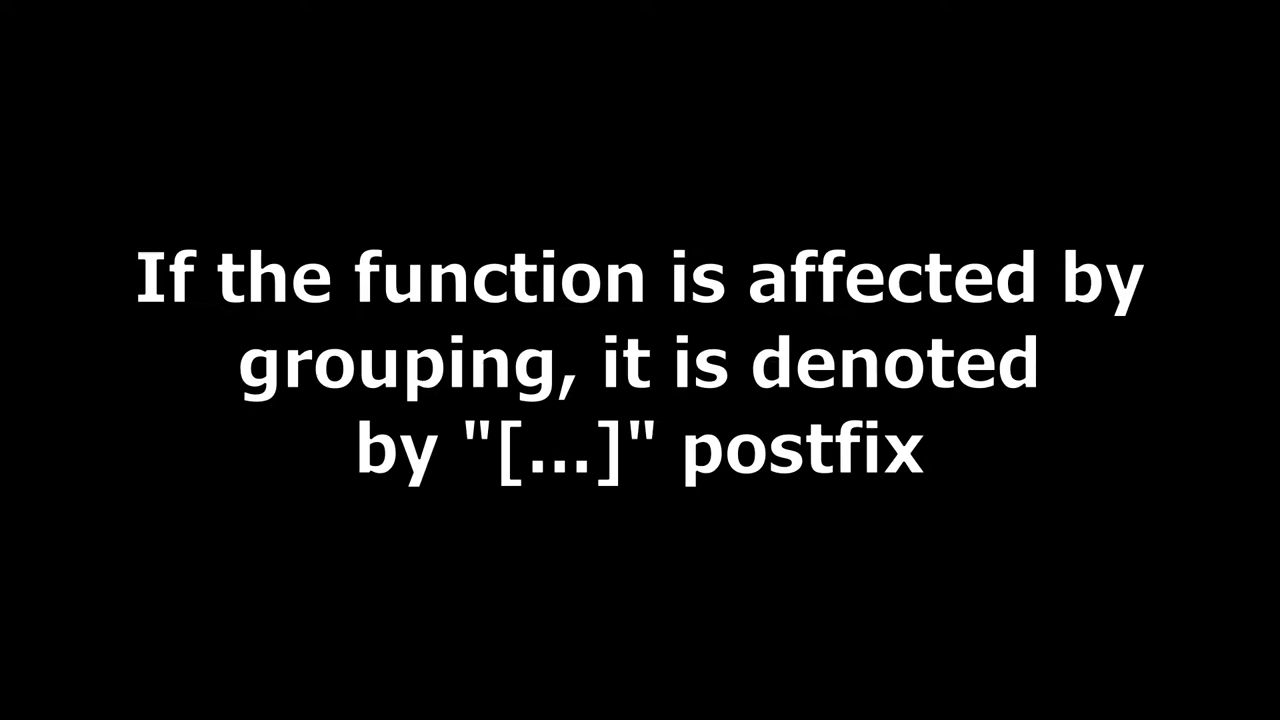 If the function is affected by
grouping, it is denoted
by "[...]" postfix